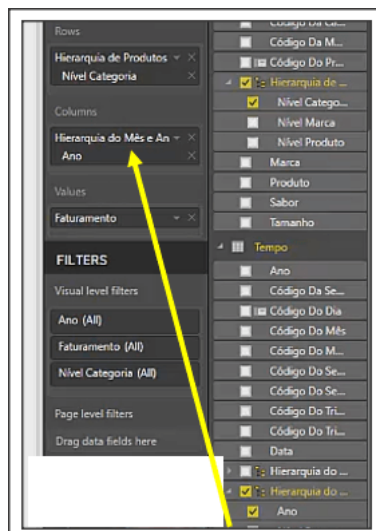 Rows
Hierarquia de Produtos
Nível Categoria
Columns
Hierarquia do Mês e An
Ano
Values
Faturamento
FILTERS
Visual level filters
Ano (All)
Faturamento (All)
Nível Categoria (All)
Page level filters
Drag data fields here
Código Da Ca...
Código Da M...
Código Do Pr...
Hierarquia de ...
Nível Catego...
Nível Marca
Nível Produto
Marca
Produto
Sabor
Tamanho
Tempo
Ano
Código Da Se...
Código Do Dia
Código Do Mês
Código Do M...
Código Do Se...
Código Do Se...
Código Do Tri...
Código Do Tri...
Data
Hierarquia do ...
Hierarquia do ...
Ano